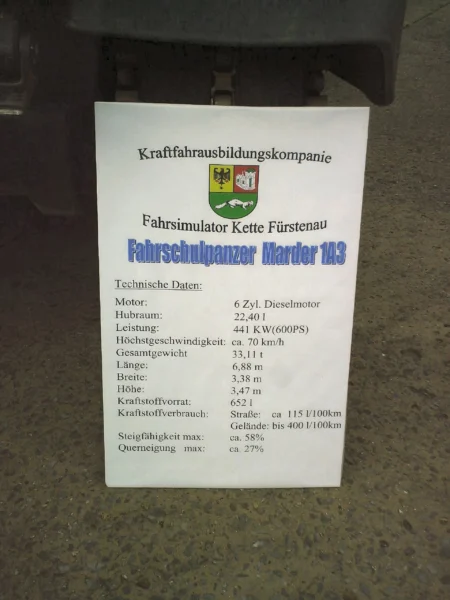 Kraftfahrausbildungskompanie
Fahrsimulator Kette Fürstenau
Fahrschulpanzer Marder 1A3
Technische Daten:
Motor: 6 Zyl. Dieselmotor
Hubraum: 22,40 l
Leistung: 441 KW(600PS)
Höchstgeschwindigkeit: ca. 70 km/h
Gesamtgewicht 33,11 t
Länge: 6,88 m
Breite: 3,38 m
Höhe: 3,47 m
Kraftstoffvorrat: 652 l
Kraftstoffverbrauch: Straße: ca 115 l/100km
Gelände: bis 400 l/100km
Steigfähigkeit max: ca. 58%
Querneigung max: ca. 27%